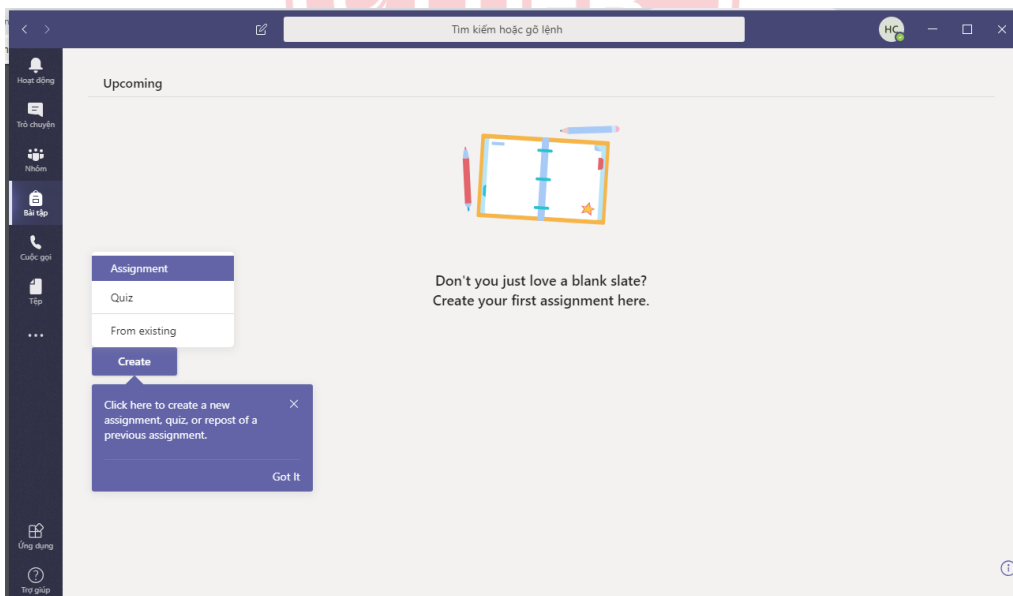 Tìm kiếm hoặc gõ lệnh
HC
Hoạt động
Trò chuyện
Nhóm
Bài tập
Cuộc gọi
Tệp
Ứng dụng
Trợ giúp
Upcoming
Don't you just love a blank slate?
Create your first assignment here.
Assignment
Quiz
From existing
Create
Click here to create a new
assignment, quiz, or repost of a
previous assignment.
Got It